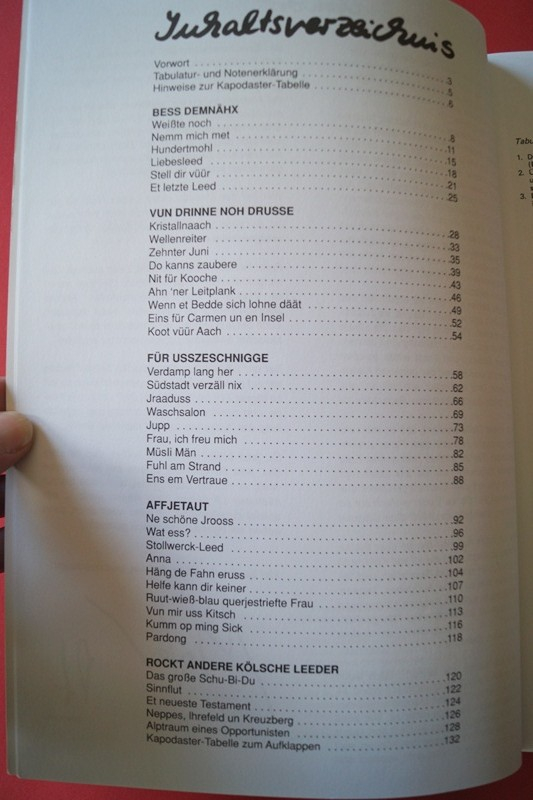 Inhaltsverzeichnis
Vorwort . . . . . 3
Tabulatur- und Notenerklärung . . . . . 5
Hinweise zur Kapodaster-Tabelle . . . . . 6
BESS DEMNÄHX
Weißte noch . . . . . 8
Nemm mich met . . . . . 11
Hundertmohl . . . . . 15
Liebesleed . . . . . 18
Stell dir vüür . . . . . 21
Et letzte Leed . . . . . 25
VUN DRINNE NOH DRUSSE
Kristallnaach . . . . . 28
Wellenreiter . . . . . 33
Zehnter Juni . . . . . 35
Do kanns zaubere . . . . . 39
Nit für Kooche . . . . . 43
Ahn 'ner Leitplank . . . . . 46
Wenn et Bedde sich lohne däät . . . . . 49
Eins für Carmen un en Insel . . . . . 52
Koot vüür Aach . . . . . 54
FÜR USSZESCHNIGGE
Verdamp lang her . . . . . 58
Südstadt verzäll nix . . . . . 62
Jraaduss . . . . . 66
Waschsalon . . . . . 69
Jupp . . . . . 73
Frau, ich freu mich . . . . . 78
Müsli Män . . . . . 82
Fuhl am Strand . . . . . 85
Ens em Vertraue . . . . . 88
AFFJETAUT
Ne schöne Jrooss . . . . . 92
Wat ess? . . . . . 96
Stollwerck-Leed . . . . . 99
Anna . . . . . 102
Häng de Fahn eruss . . . . . 104
Helfe kann dir keiner . . . . . 107
Ruut-wieß-blau querjestriefte Frau . . . . . 110
Vun mir uss Kitsch . . . . . 113
Kumm op ming Sick . . . . . 116
Pardong . . . . . 118
ROCKT ANDERE KÖLSCHE LEEDER
Das große Schu-Bi-Du . . . . . 120
Sinnflut . . . . . 122
Et neueste Testament . . . . . 124
Neppes, Ihrefeld un Kreuzberg . . . . . 126
Alptraum eines Opportunisten . . . . . 128
Kapodaster-Tabelle zum Aufklappen . . . . . 132
Tabu
1. D
2.
3.